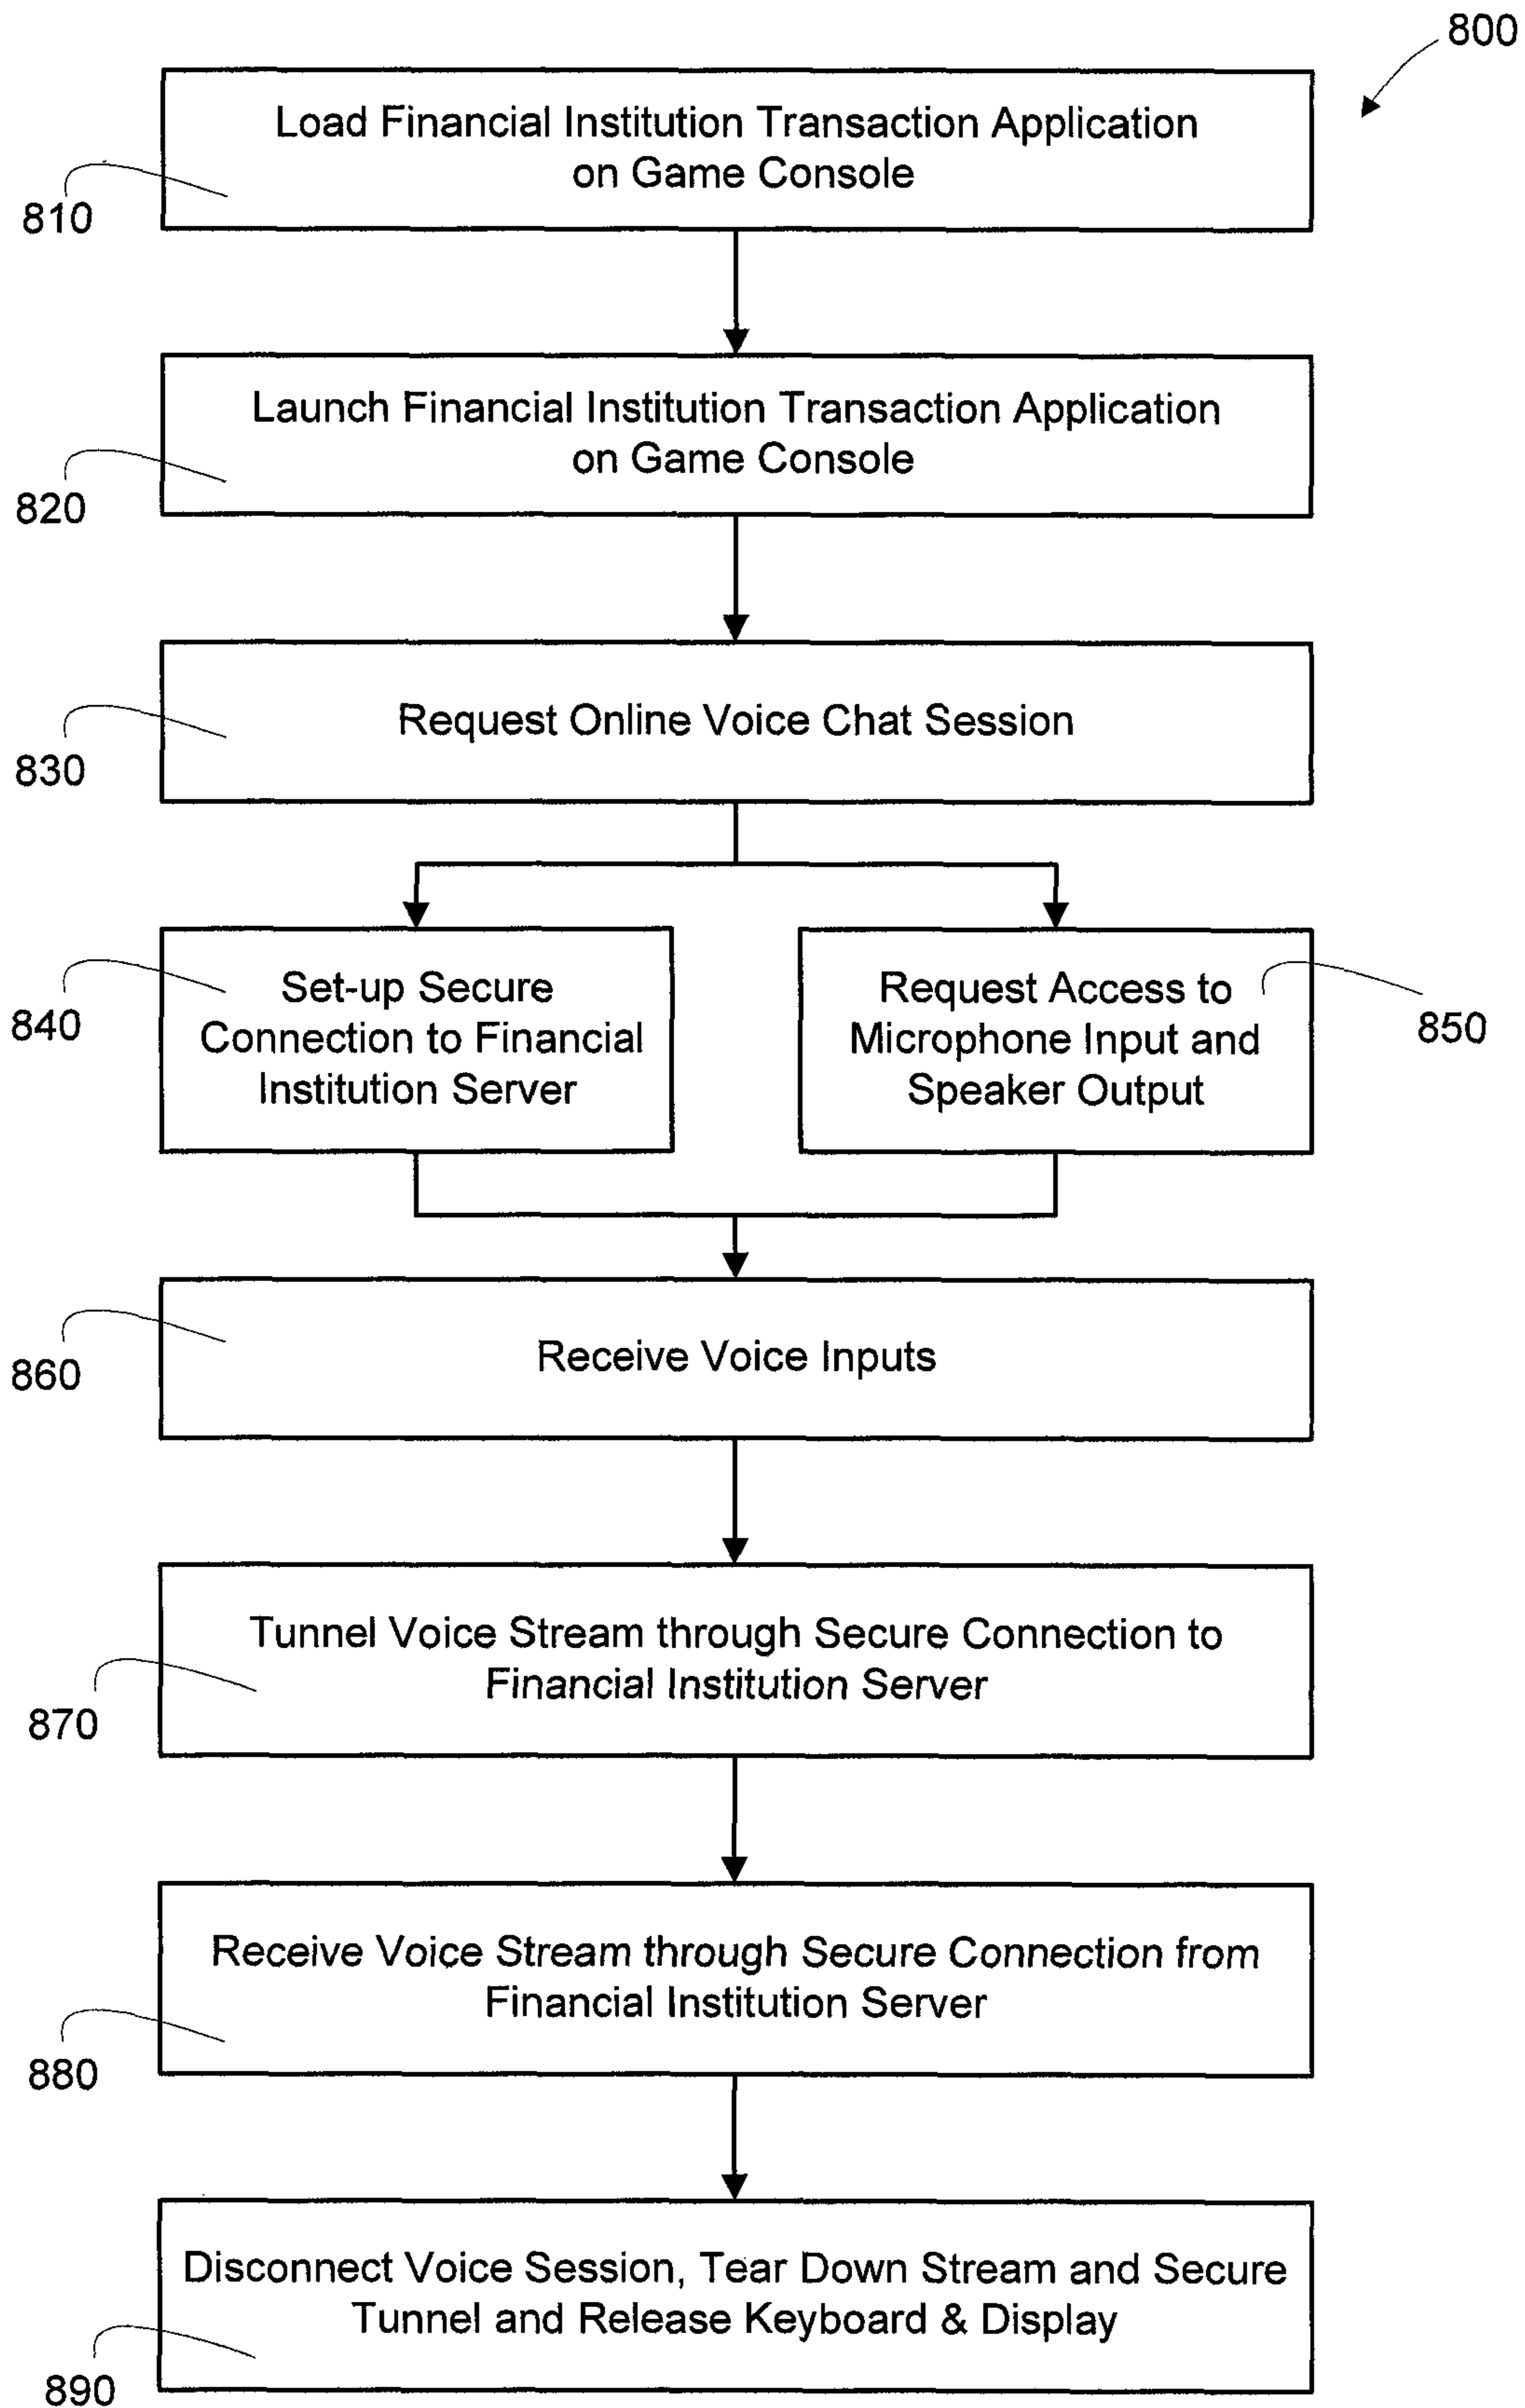 800
Load Financial Institution Transaction Application
on Game Console
810
Launch Financial Institution Transaction Application
on Game Console
820
Request Online Voice Chat Session
830
Set-up Secure
Connection to Financial
Institution Server
840
Request Access to
Microphone Input and
Speaker Output
850
Receive Voice Inputs
860
Tunnel Voice Stream through Secure Connection to
Financial Institution Server
870
Receive Voice Stream through Secure Connection from
Financial Institution Server
880
Disconnect Voice Session, Tear Down Stream and Secure
Tunnel and Release Keyboard & Display
890